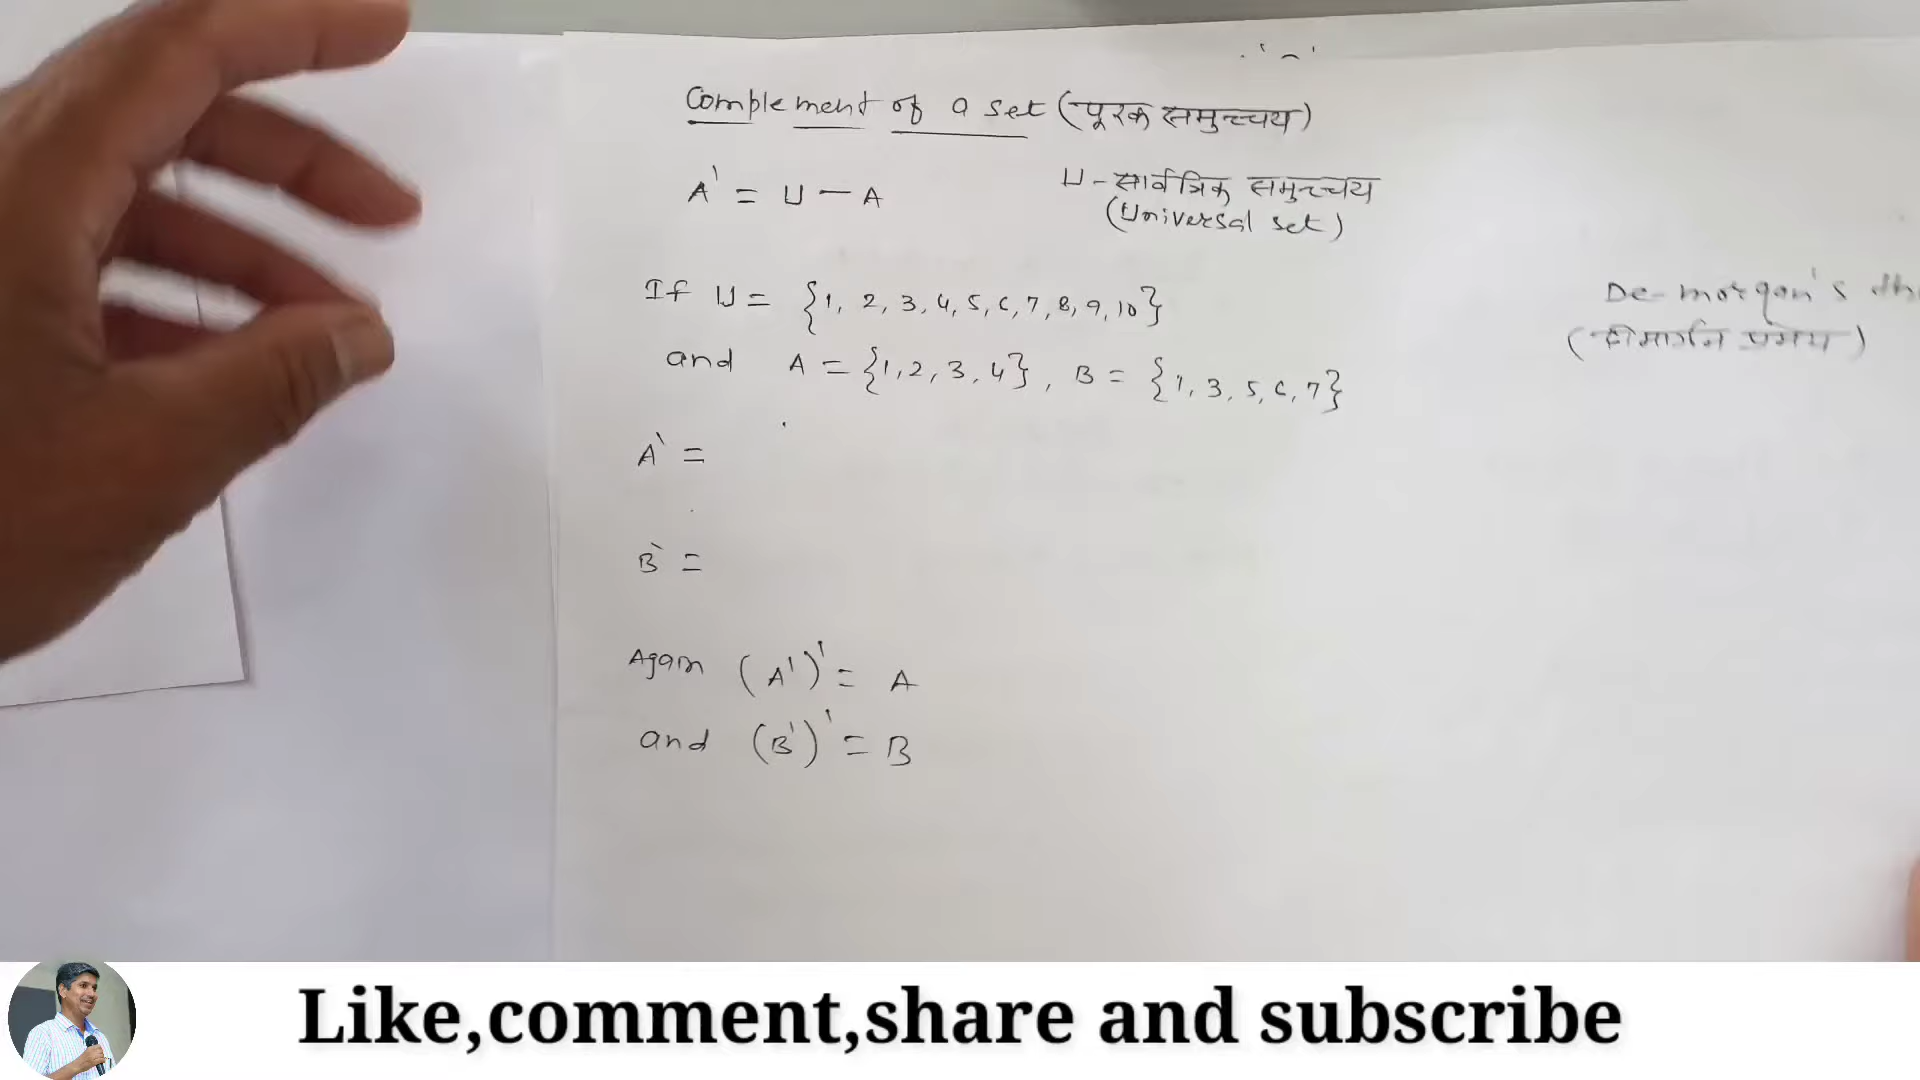 Complement of a set (पूरक समुच्चय)
A' = U - A
U - सार्वत्रिक समुच्चय
(Universal set)
If U = {1, 2, 3, 4, 5, 6, 7, 8, 9, 10}
and A = {1, 2, 3, 4}, B = {1, 3, 5, 6, 7}
De-morgan's
A' =
B' =
Again (A')' = A
and (B')' = B
Like,comment,share and subscribe